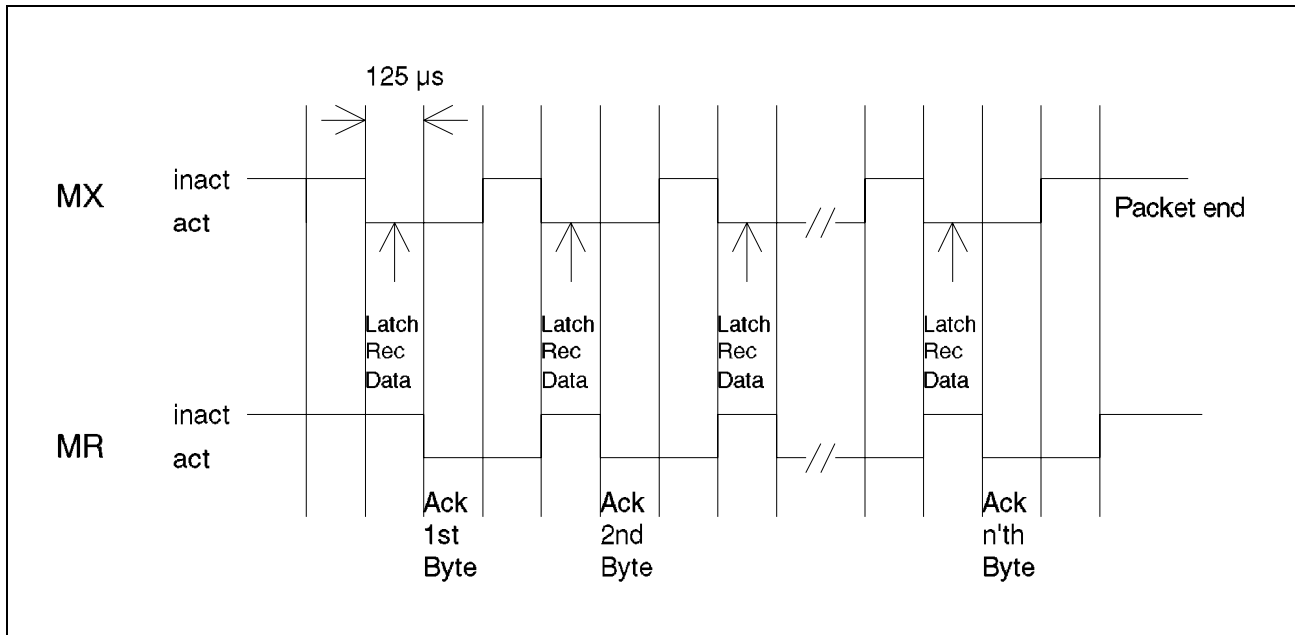 125 µs
MX
inact
act
Packet end
Latch
Rec
Data
Latch
Rec
Data
Latch
Rec
Data
Latch
Rec
Data
MR
inact
act
Ack
1st
Byte
Ack
2nd
Byte
Ack
n'th
Byte